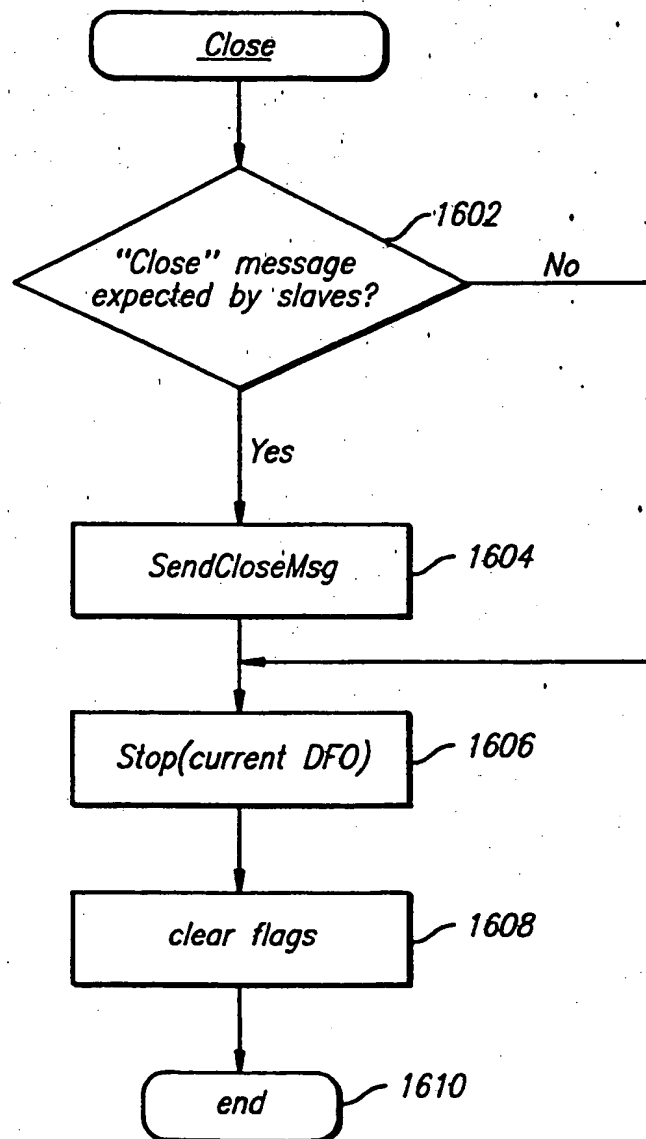 Close
1602
"Close" message
expected by slaves?
No
Yes
SendCloseMsg
1604
Stop(current DFO)
1606
clear flags
1608
end
1610